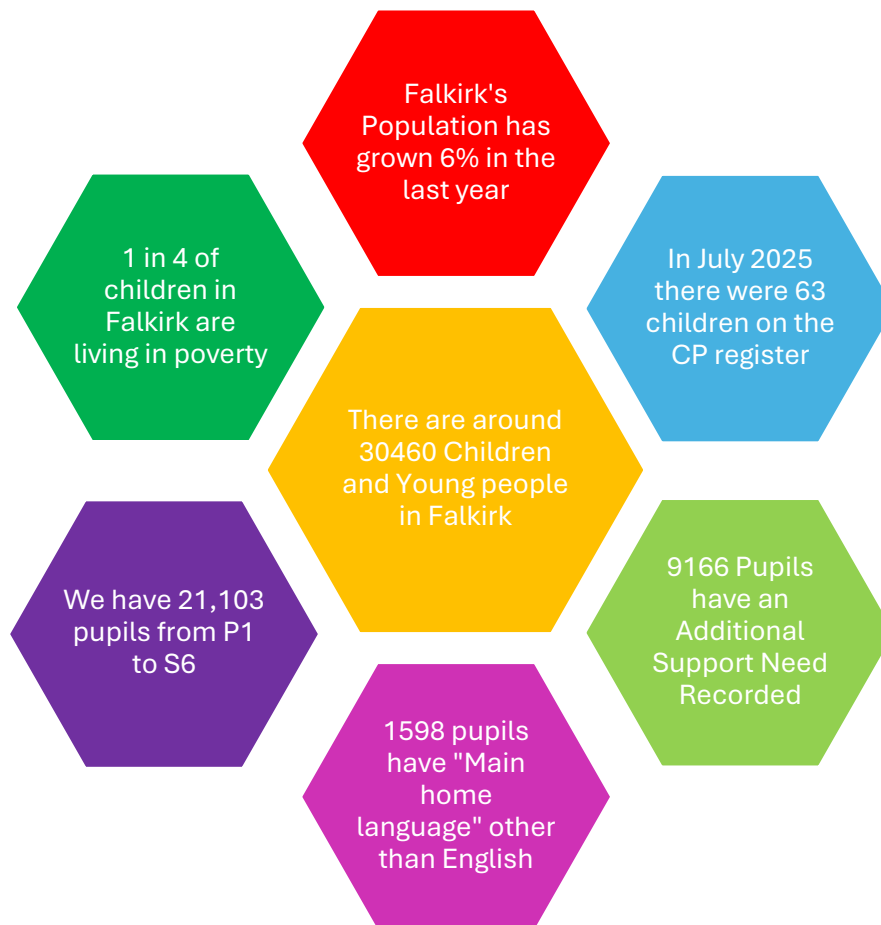 Falkirk's
Population has
grown 6% in the
last year
1 in 4 of
children in
Falkirk are
living in poverty
In July 2025
there were 63
children on the
CP register
There are around
30460 Children
and Young people
in Falkirk
We have 21,103
pupils from P1
to S6
9166 Pupils
have an
Additional
Support Need
Recorded
1598 pupils
have "Main
home
language" other
than English